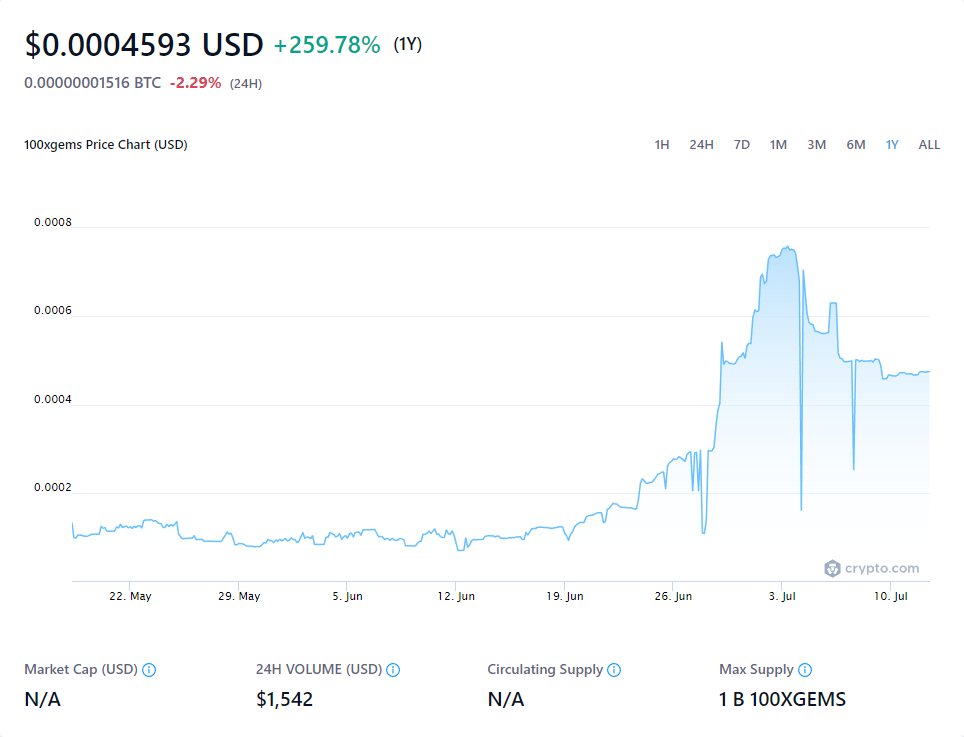 $0.0004593 USD +259.78% (1Y)
0.00000001516 BTC -2.29% (24H)
100xgems Price Chart (USD) 1H 24H 7D 1M 3M 6M 1Y ALL
0.0008
0.0006
0.0004
0.0002
crypto.com
22. May 29. May 5. Jun 12. Jun 19. Jun 26. Jun 3. Jul 10. Jul
Market Cap (USD) 24H VOLUME (USD) Circulating Supply Max Supply
N/A $1,542 N/A 1 B 100XGEMS